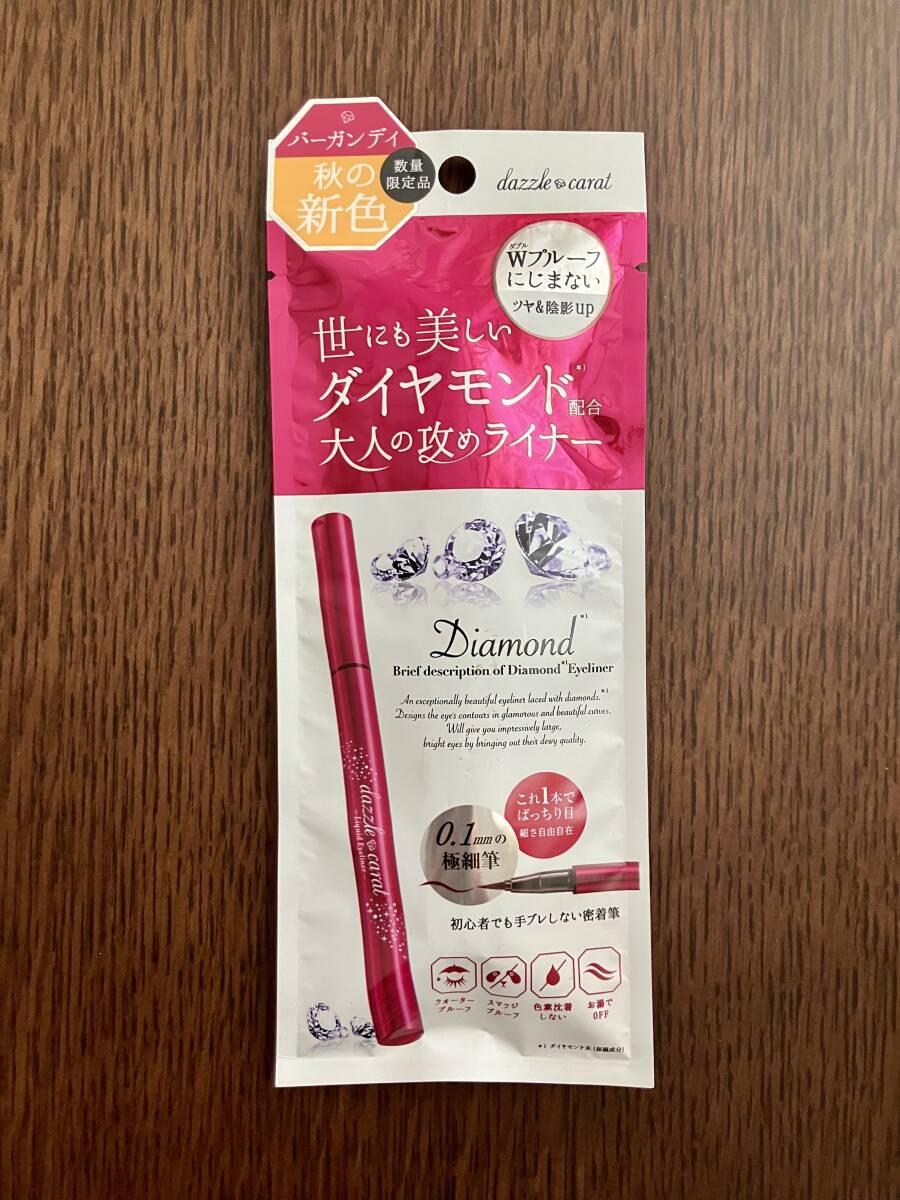 バーガンディ
秋の
新色
数量
限定品
dazzle carat
ダブル
Wプルーフ
にじまない
ツヤ&陰影up
世にも美しい
ダイヤモンド*1配合
大人の攻めライナー
Diamond*1
Brief description of Diamond*1Eyeliner
An exceptionally beautiful eyeliner laced with diamonds.*1
Designs the eye's contours in glamorous and beautiful curves.
Will give you impressively large,
bright eyes by bringing out their dewy quality.
dazzle carat
-Liquid Eyeliner-
これ1本で
ぱっちり目
細さ自由自在
0.1mmの
極細筆
初心者でも手ブレしない密着筆
ウォーター
プルーフ
スマッジ
プルーフ
色素沈着
しない
お湯で
OFF
*1 ダイヤモンド末(保湿成分)